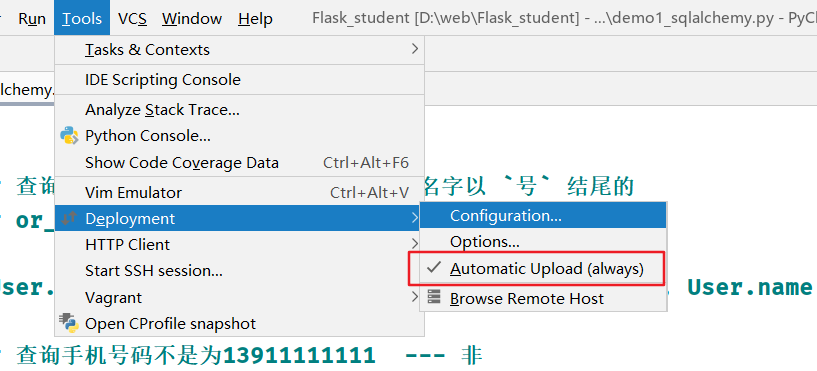 Run Tools VCS Window Help Flask_student [D:\web\Flask_student] - ...\demo1_sqlalchemy.py - PyCh
Tasks & Contexts
IDE Scripting Console
lchemy.
Analyze Stack Trace...
Python Console...
Show Code Coverage Data Ctrl+Alt+F6
Vim Emulator Ctrl+Alt+V
查询 名字以 `号` 结尾的
Deployment
or_
Configuration...
HTTP Client
Options...
Start SSH session...
Automatic Upload (always)
ser. User.name
Vagrant
Browse Remote Host
Open CProfile snapshot
查询手机号码不是为13911111111 --- 非